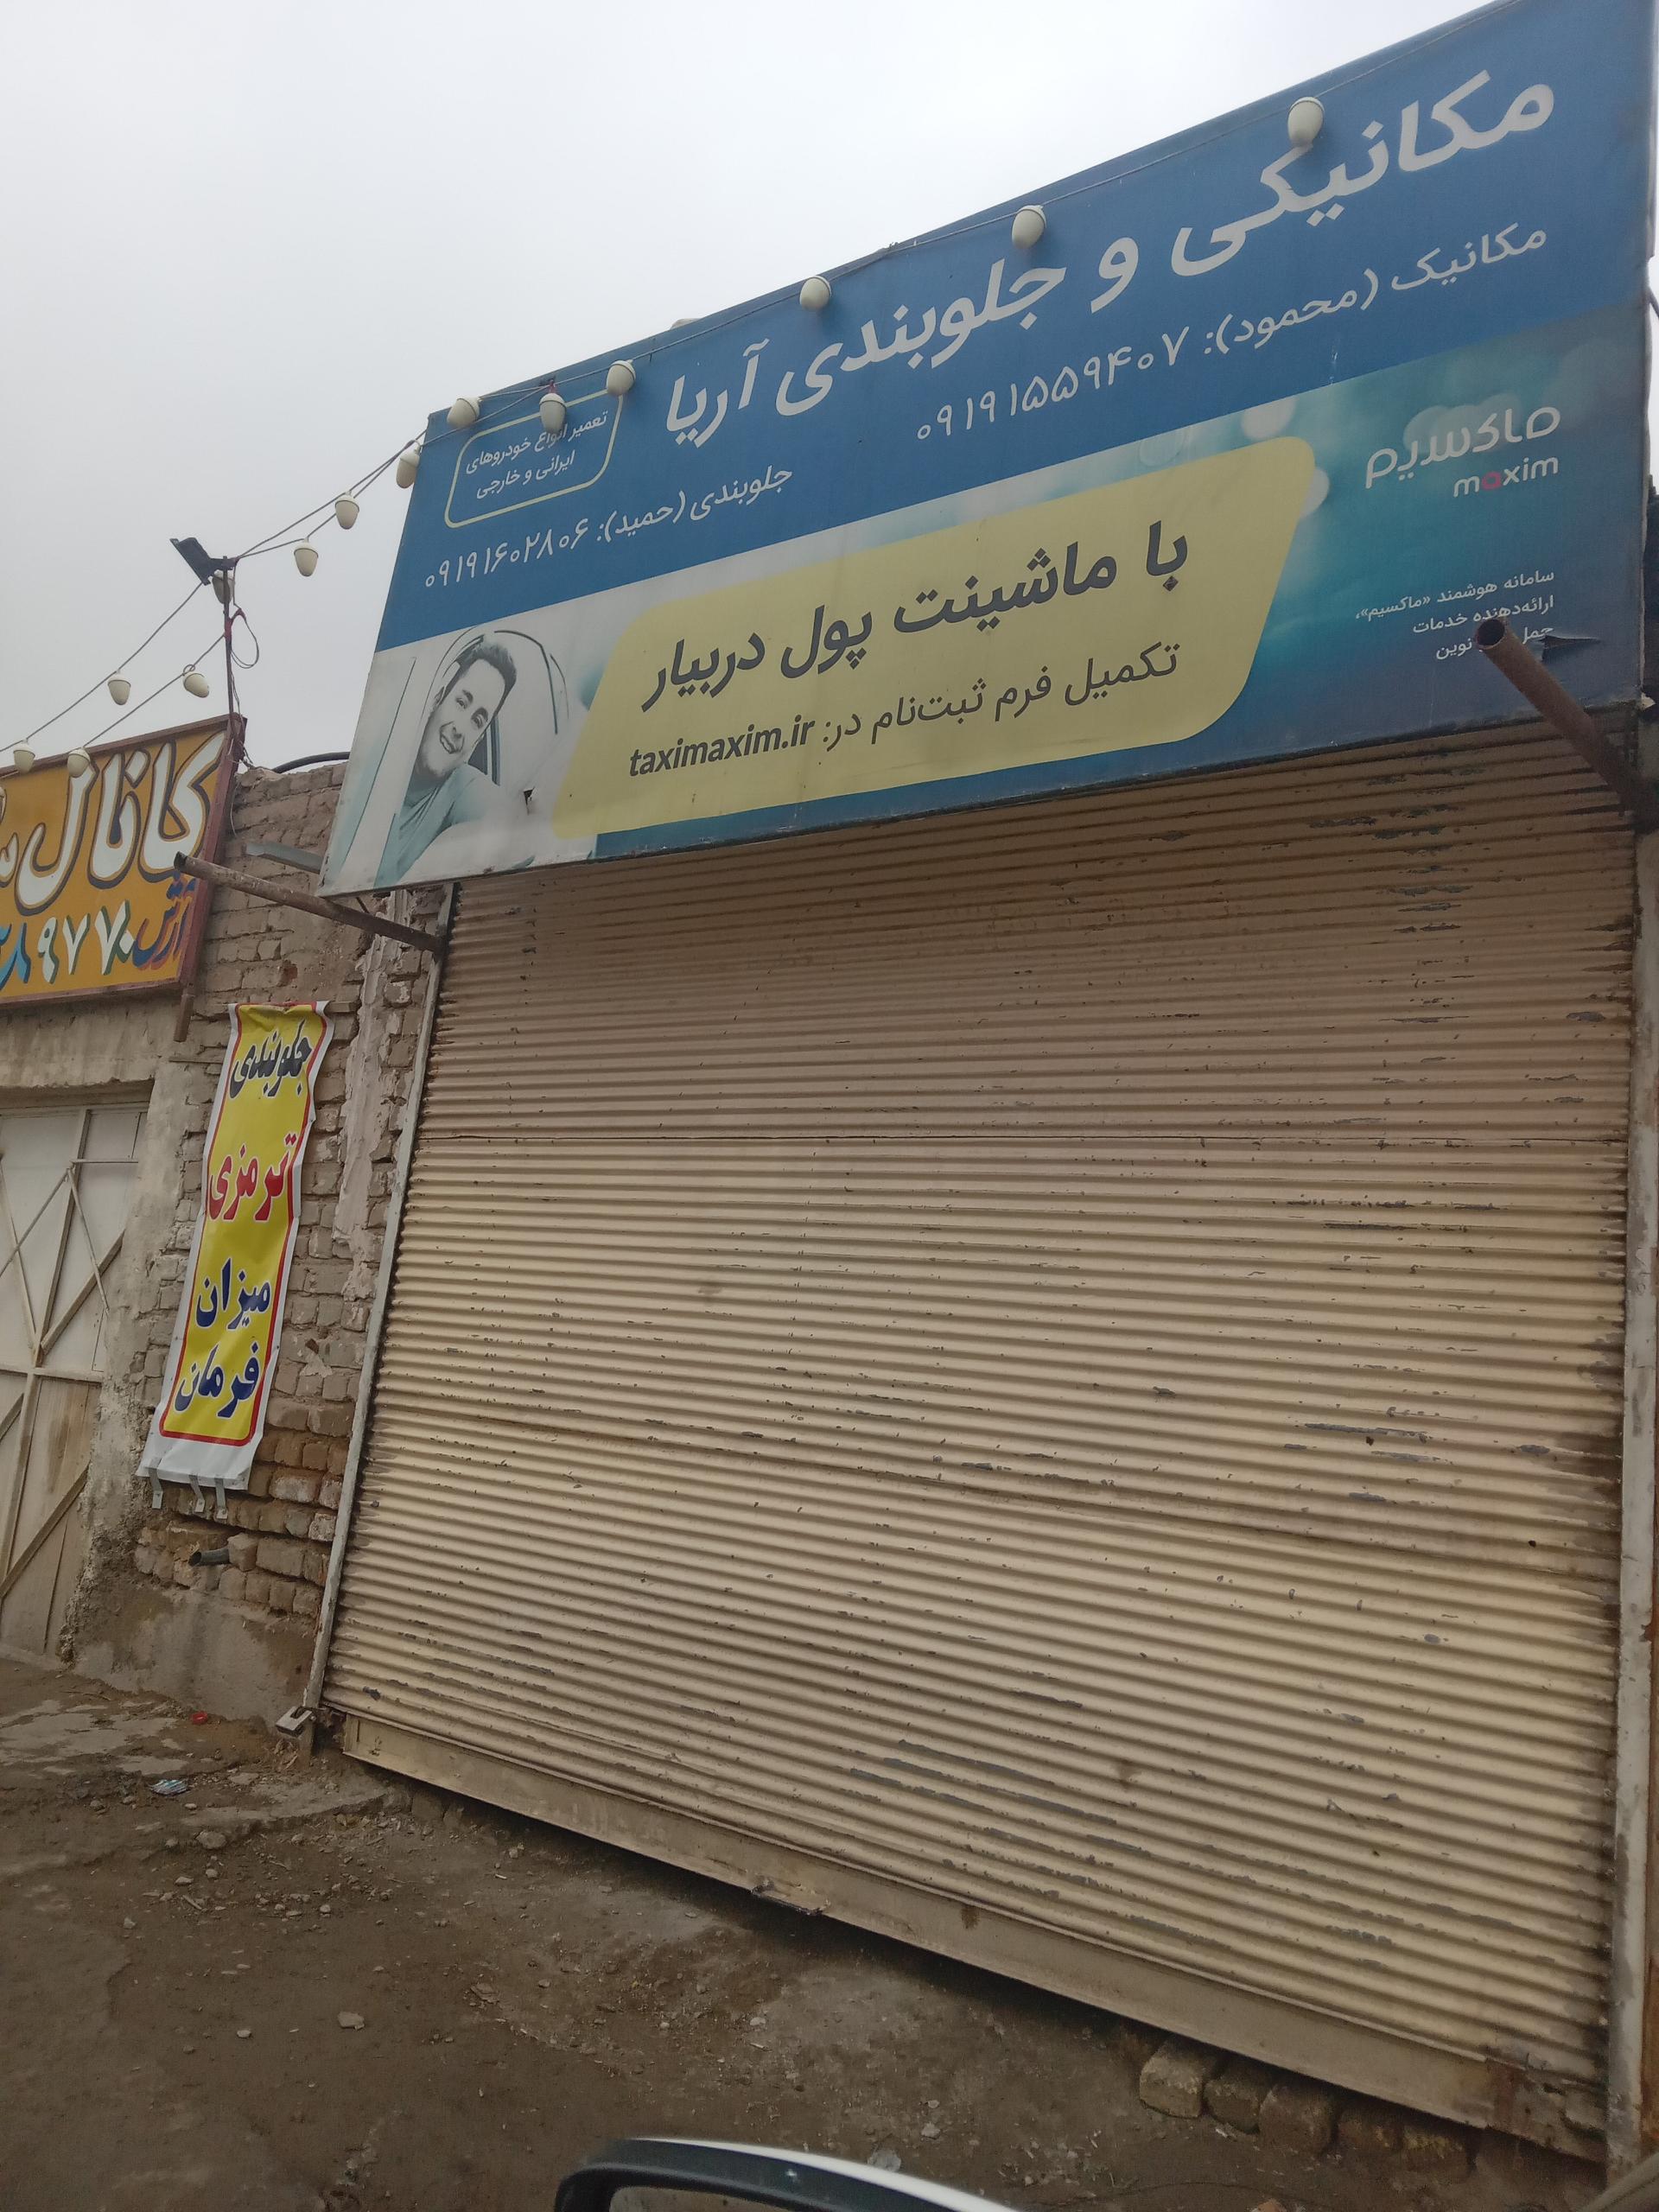 مکانیکی و جلوبندی آریا
تعمیر انواع خودروهای
ایرانی و خارجی
مکانیک (محمود): ۰۹۱۹۱۵۵۹۴۰۷
جلوبندی (حمید): ۰۹۱۹۱۶۰۲۸۰۶
ماکسیم
maxim
سامانه هوشمند «ماکسیم»،
ارائه‌دهنده خدمات
نوین
با ماشینت پول دربیار
تکمیل فرم ثبت‌نام در: taximaxim.ir
کانال
جلوبندی
ترمزی
میزان
فرمان